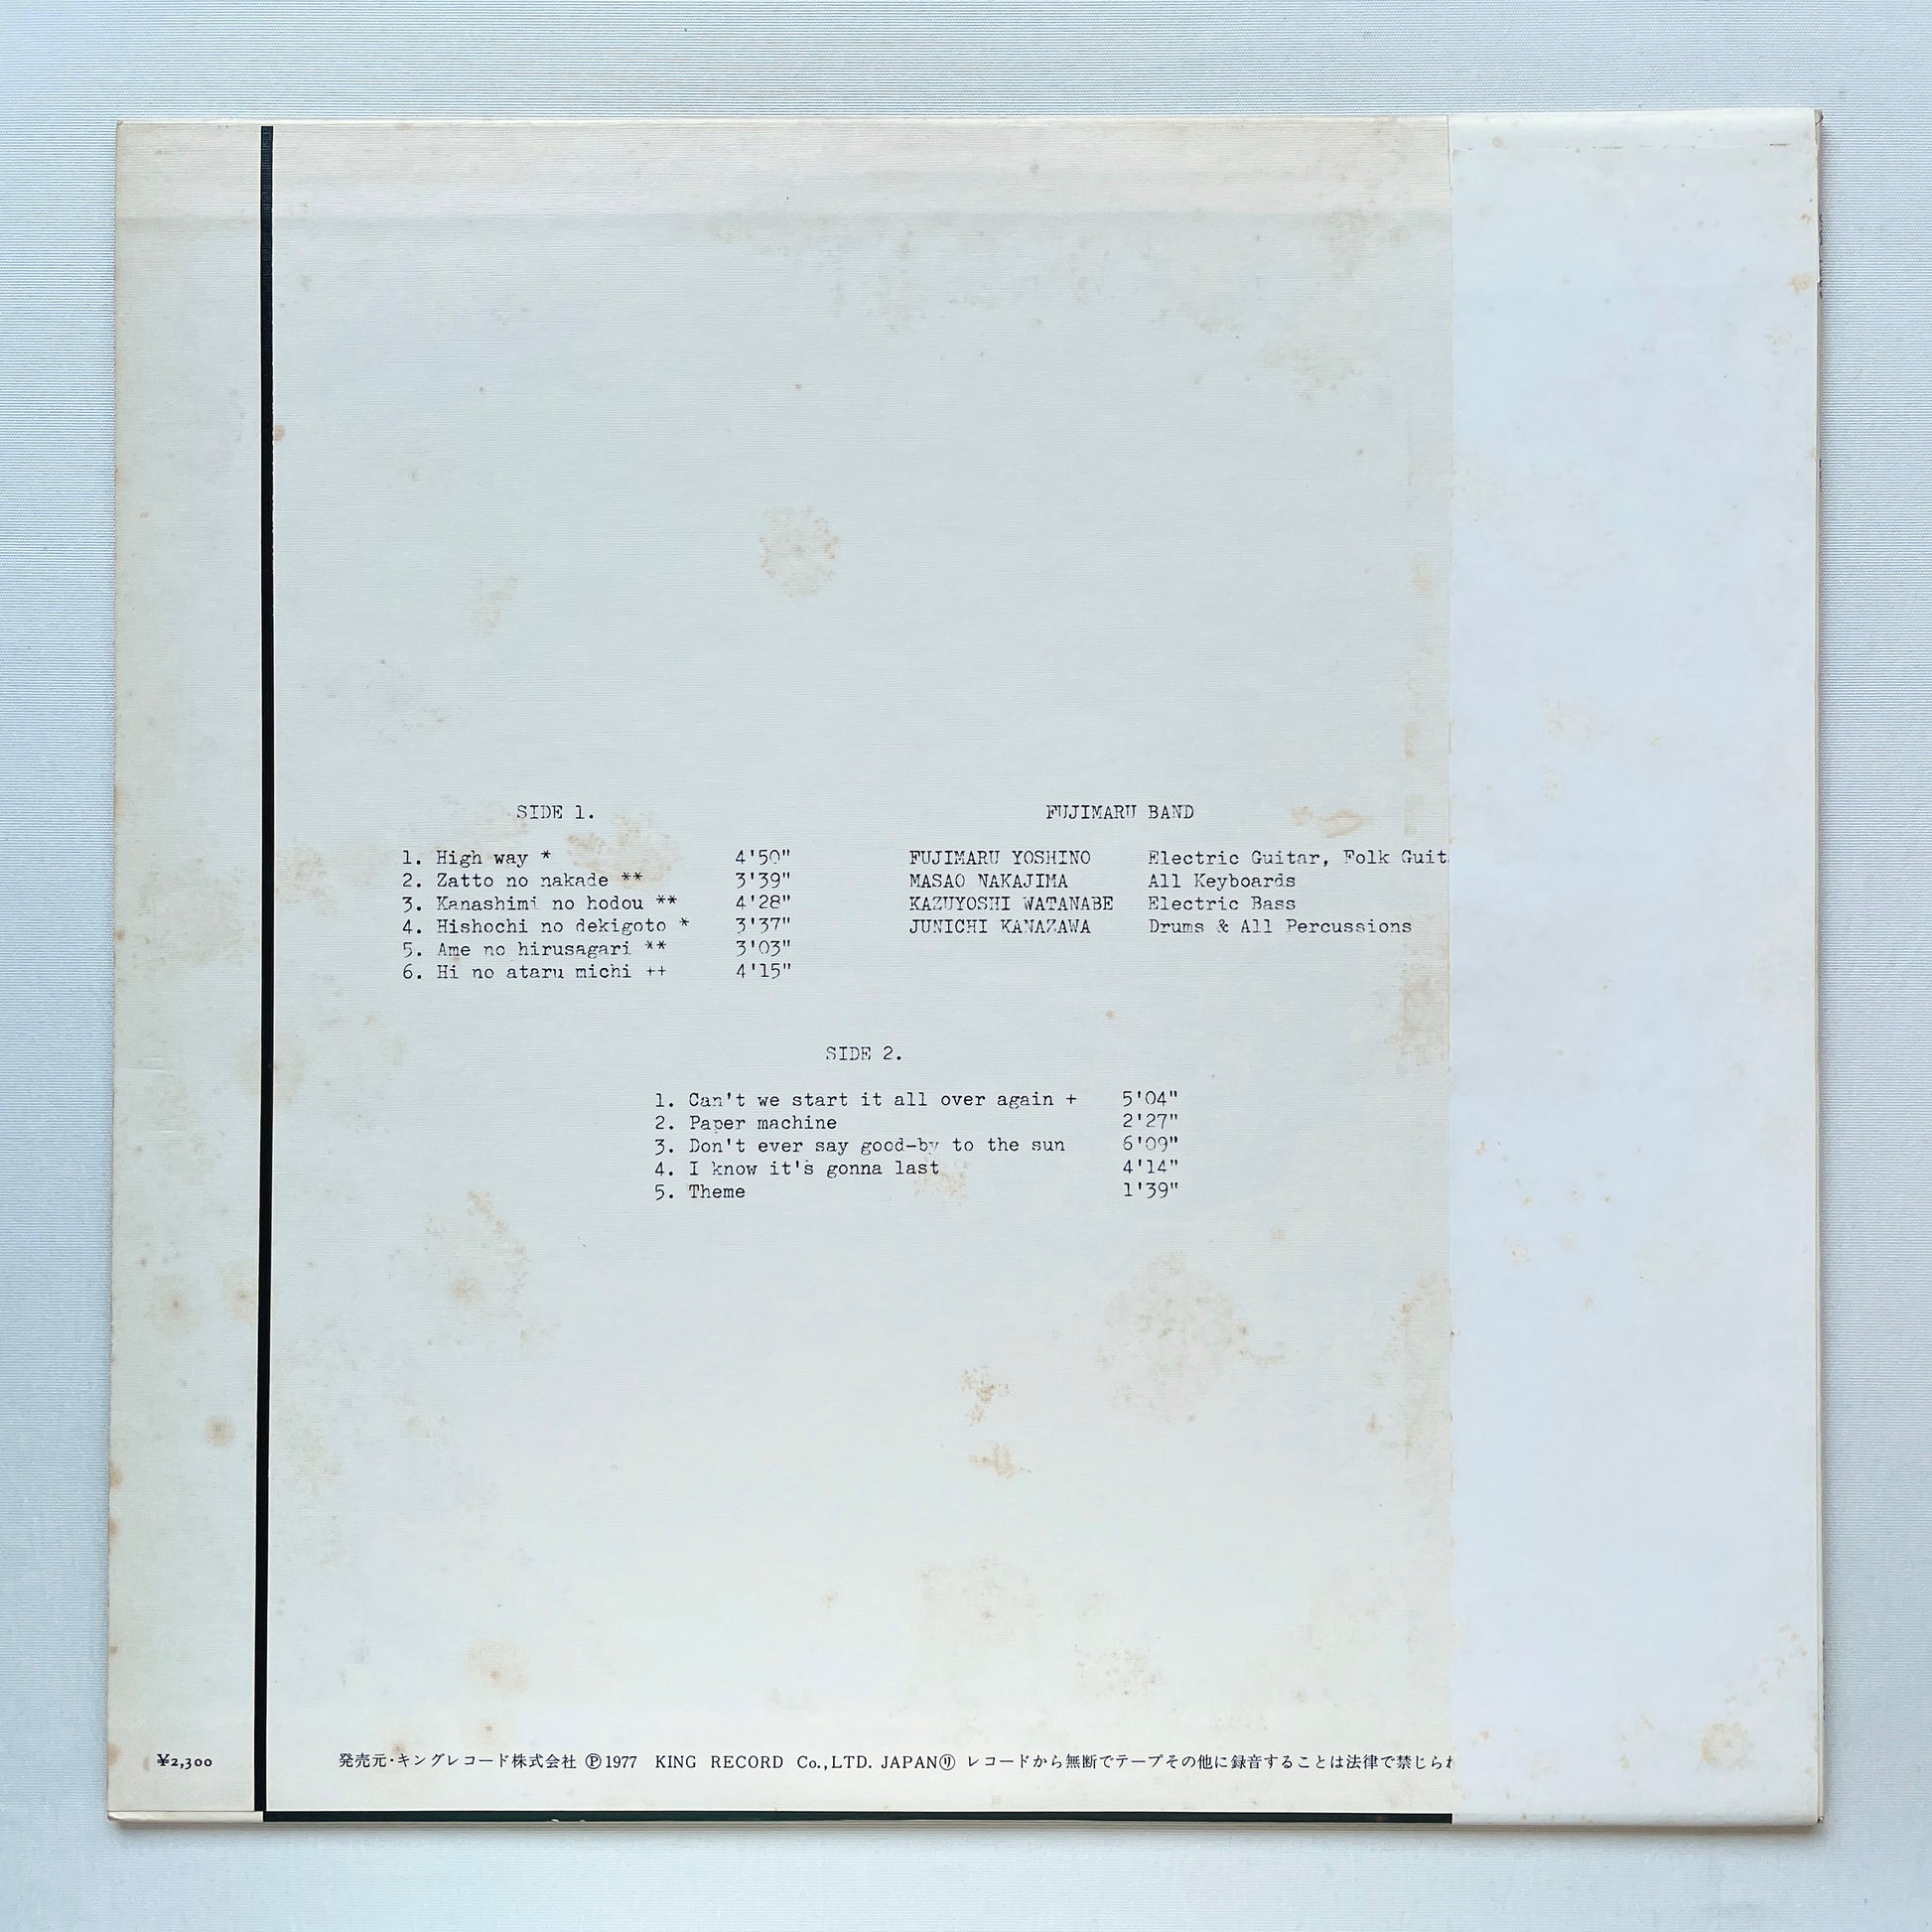 SIDE 1.
1. High way * 4'50"
2. Zatto no nakade ** 3'39"
3. Kanashimi no hodou ** 4'28"
4. Hishochi no dekigoto * 3'37"
5. Ame no hirusagari ** 3'03"
6. Hi no ataru michi ++ 4'15"
FUJIMARU BAND
FUJIMARU YOSHINO Electric Guitar, Folk Guit
MASAO NAKAJIMA All Keyboards
KAZUYOSHI WATANABE Electric Bass
JUNICHI KANAZAWA Drums & All Percussions
SIDE 2.
1. Can't we start it all over again + 5'04"
2. Paper machine 2'27"
3. Don't ever say good-by to the sun 6'09"
4. I know it's gonna last 4'14"
5. Theme 1'39"
¥2,300
発売元・キングレコード株式会社 Ⓟ1977 KING RECORD Co.,LTD. JAPAN㋷ レコードから無断でテープその他に録音することは法律で禁じら